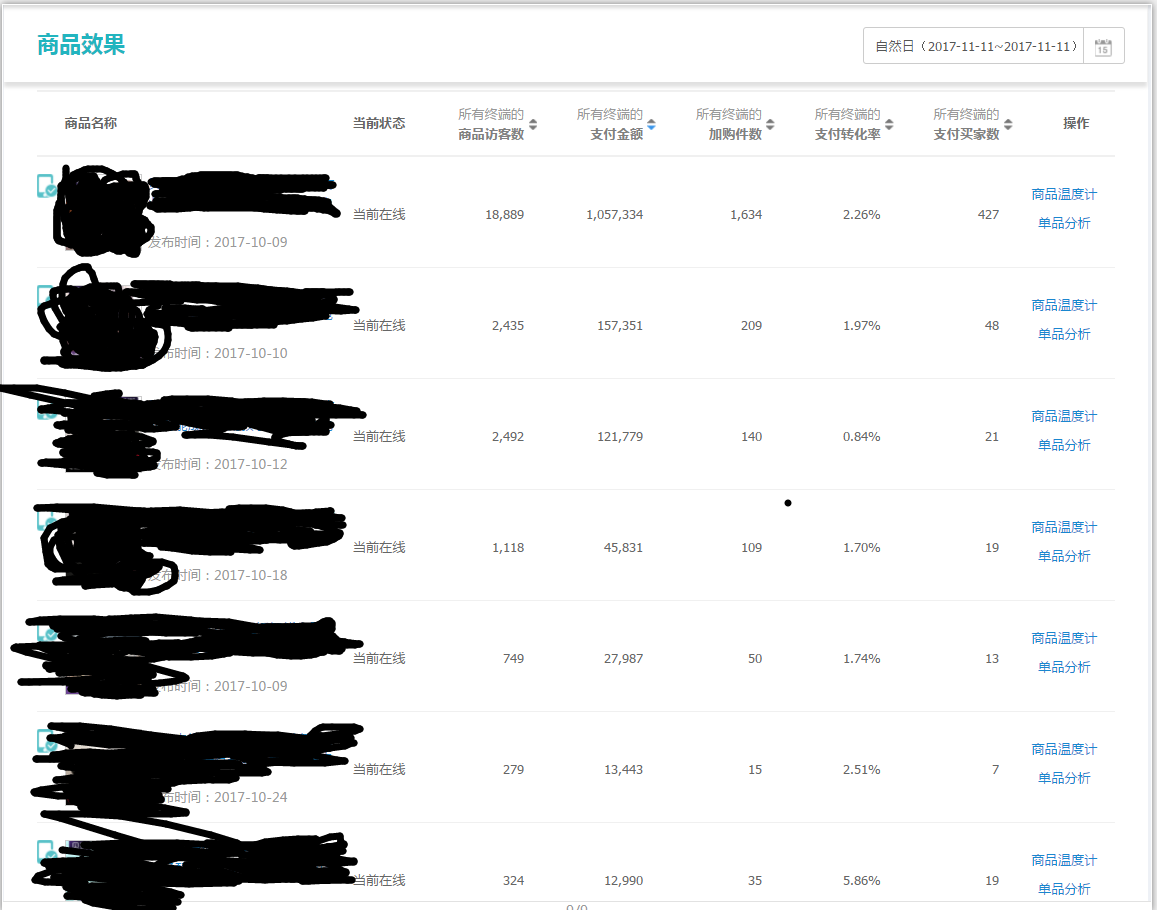 商品效果
自然日（2017-11-11~2017-11-11）
15
商品名称 当前状态 所有终端的商品访客数 所有终端的支付金额 所有终端的加购件数 所有终端的支付转化率 所有终端的支付买家数 操作
当前在线 18,889 1,057,334 1,634 2.26% 427 商品温度计
单品分析
发布时间：2017-10-09
当前在线 2,435 157,351 209 1.97% 48 商品温度计
单品分析
布时间：2017-10-10
当前在线 2,492 121,779 140 0.84% 21 商品温度计
单品分析
发布时间：2017-10-12
当前在线 1,118 45,831 109 1.70% 19 商品温度计
单品分析
发布时间：2017-10-18
当前在线 749 27,987 50 1.74% 13 商品温度计
单品分析
布时间：2017-10-09
当前在线 279 13,443 15 2.51% 7 商品温度计
单品分析
布时间：2017-10-24
当前在线 324 12,990 35 5.86% 19 商品温度计
单品分析